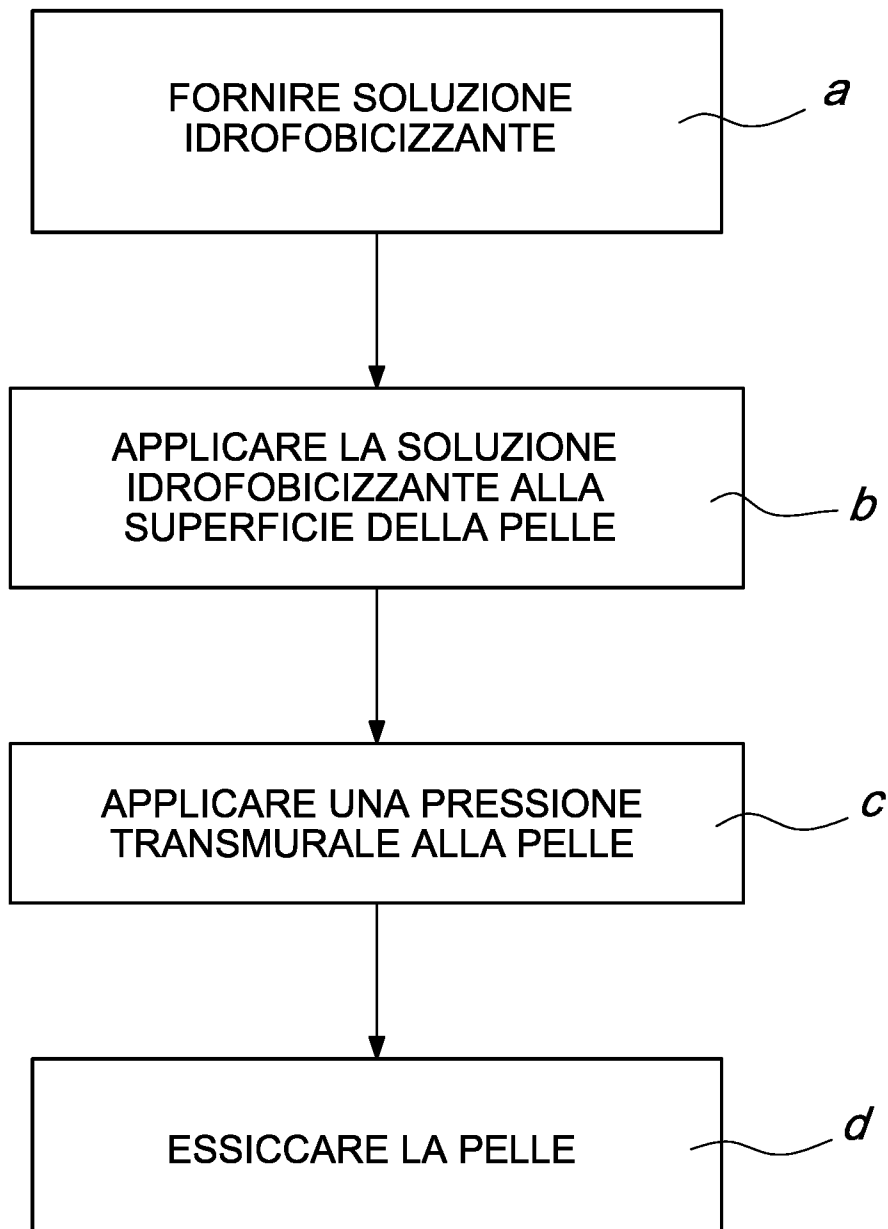 FORNIRE SOLUZIONE
IDROFOBICIZZANTE
a
APPLICARE LA SOLUZIONE
IDROFOBICIZZANTE ALLA
SUPERFICIE DELLA PELLE
b
APPLICARE UNA PRESSIONE
TRANSMURALE ALLA PELLE
c
ESSICCARE LA PELLE
d